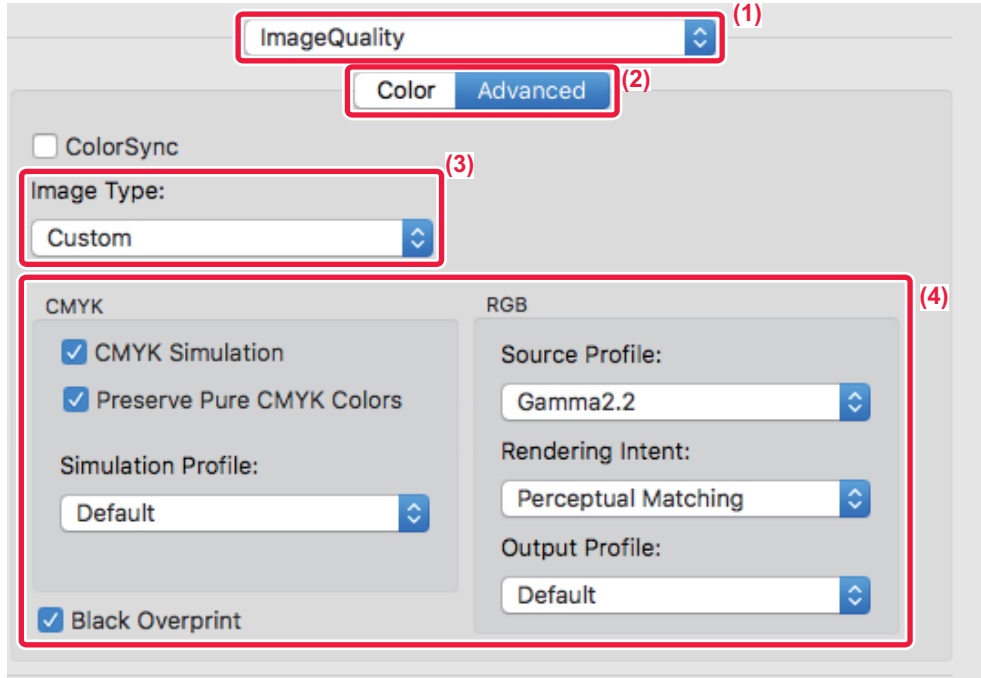 ImageQuality
(1)
Color
Advanced
(2)
ColorSync
(3)
Image Type:
Custom
(4)
CMYK
CMYK Simulation
Preserve Pure CMYK Colors
Simulation Profile:
Default
Black Overprint
RGB
Source Profile:
Gamma2.2
Rendering Intent:
Perceptual Matching
Output Profile:
Default